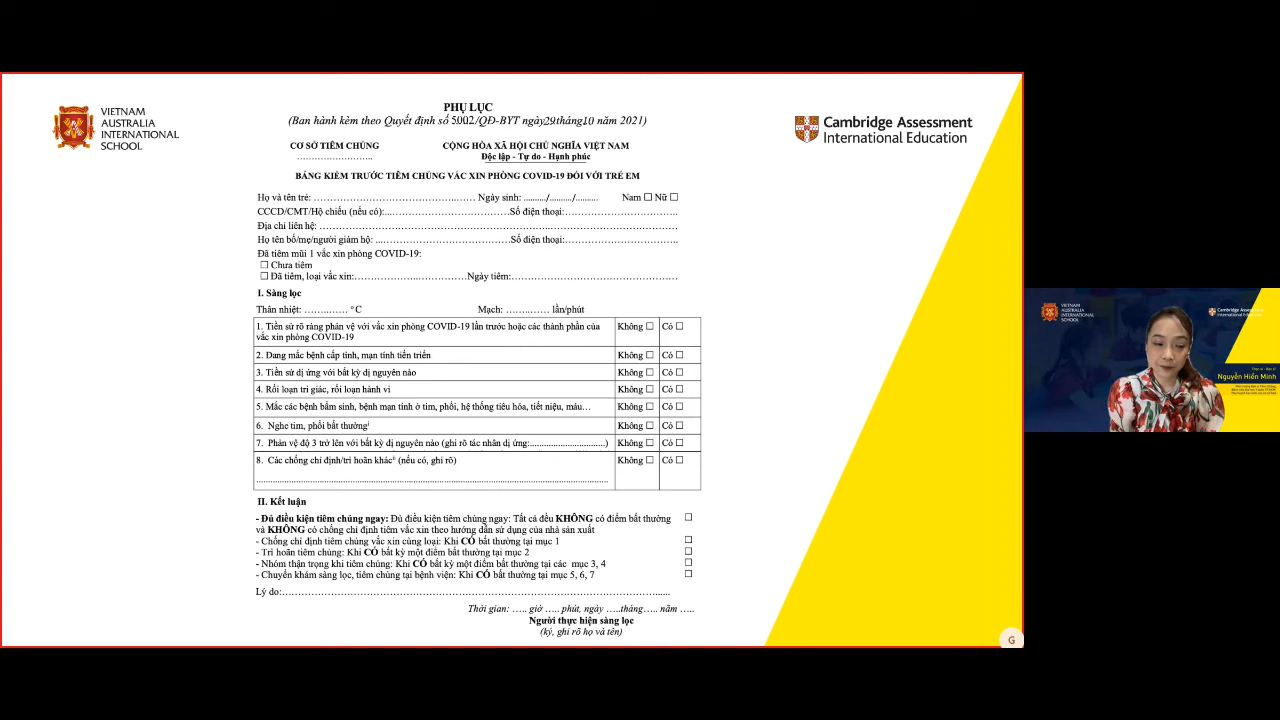 VIETNAM
AUSTRALIA
INTERNATIONAL
SCHOOL
Cambridge Assessment
International Education
PHỤ LỤC
(Ban hành kèm theo Quyết định số 5002/QĐ-BYT ngày29tháng10 năm 2021)
CƠ SỞ TIÊM CHỦNG
CỘNG HÒA XÃ HỘI CHỦ NGHĨA VIỆT NAM
........................
Độc lập - Tự do - Hạnh phúc
BẢNG KIỂM TRƯỚC TIÊM CHỦNG VẮC XIN PHÒNG COVID-19 ĐỐI VỚI TRẺ EM
Họ và tên trẻ: ................................................ Ngày sinh: ........./........./.......... Nam ☐ Nữ ☐
CCCD/CMT/Hộ chiếu (nếu có):......................................Số điện thoại:...................................
Địa chỉ liên hệ: ....................................................................................................
Họ tên bố/mẹ/người giám hộ: ........................................Số điện thoại:...................................
Đã tiêm mũi 1 vắc xin phòng COVID-19:
☐ Chưa tiêm
☐ Đã tiêm, loại vắc xin:...................................Ngày tiêm:..................................................
I. Sàng lọc
Thân nhiệt: ............. °C Mạch: ............. lần/phút
1. Tiền sử rõ ràng phản vệ với vắc xin phòng COVID-19 lần trước hoặc các thành phần của
vắc xin phòng COVID-19
Không ☐ Có ☐
2. Đang mắc bệnh cấp tính, mạn tính tiến triển Không ☐ Có ☐
3. Tiền sử dị ứng với bất kỳ dị nguyên nào Không ☐ Có ☐
4. Rối loạn tri giác, rối loạn hành vi Không ☐ Có ☐
5. Mắc các bệnh bẩm sinh, bệnh mạn tính ở tim, phổi, hệ thống tiêu hóa, tiết niệu, máu… Không ☐ Có ☐
6. Nghe tim, phổi bất thườngⁱ Không ☐ Có ☐
7. Phản vệ độ 3 trở lên với bất kỳ dị nguyên nào (ghi rõ tác nhân dị ứng:................................) Không ☐ Có ☐
8. Các chống chỉ định/trì hoãn khácⁱⁱ (nếu có, ghi rõ) Không ☐ Có ☐
....................................................................................................
II. Kết luận
- Đủ điều kiện tiêm chủng ngay: Đủ điều kiện tiêm chủng ngay: Tất cả đều KHÔNG có điểm bất thường ☐
và KHÔNG có chống chỉ định tiêm vắc xin theo hướng dẫn sử dụng của nhà sản xuất
- Chống chỉ định tiêm chủng vắc xin cùng loại: Khi CÓ bất thường tại mục 1 ☐
- Trì hoãn tiêm chủng: Khi CÓ bất kỳ một điểm bất thường tại mục 2 ☐
- Nhóm thận trọng khi tiêm chủng: Khi CÓ bất kỳ một điểm bất thường tại các mục 3, 4 ☐
- Chuyển khám sàng lọc, tiêm chủng tại bệnh viện: Khi CÓ bất thường tại mục 5, 6, 7 ☐
Lý do:....................................................................................................
Thời gian: ….. giờ ….. phút, ngày …..tháng….. năm …..
Người thực hiện sàng lọc
(ký, ghi rõ họ và tên)
G
VIETNAM
AUSTRALIA
INTERNATIONAL
SCHOOL
Thạc sĩ - Bác sĩ
Nguyễn Hiền Minh